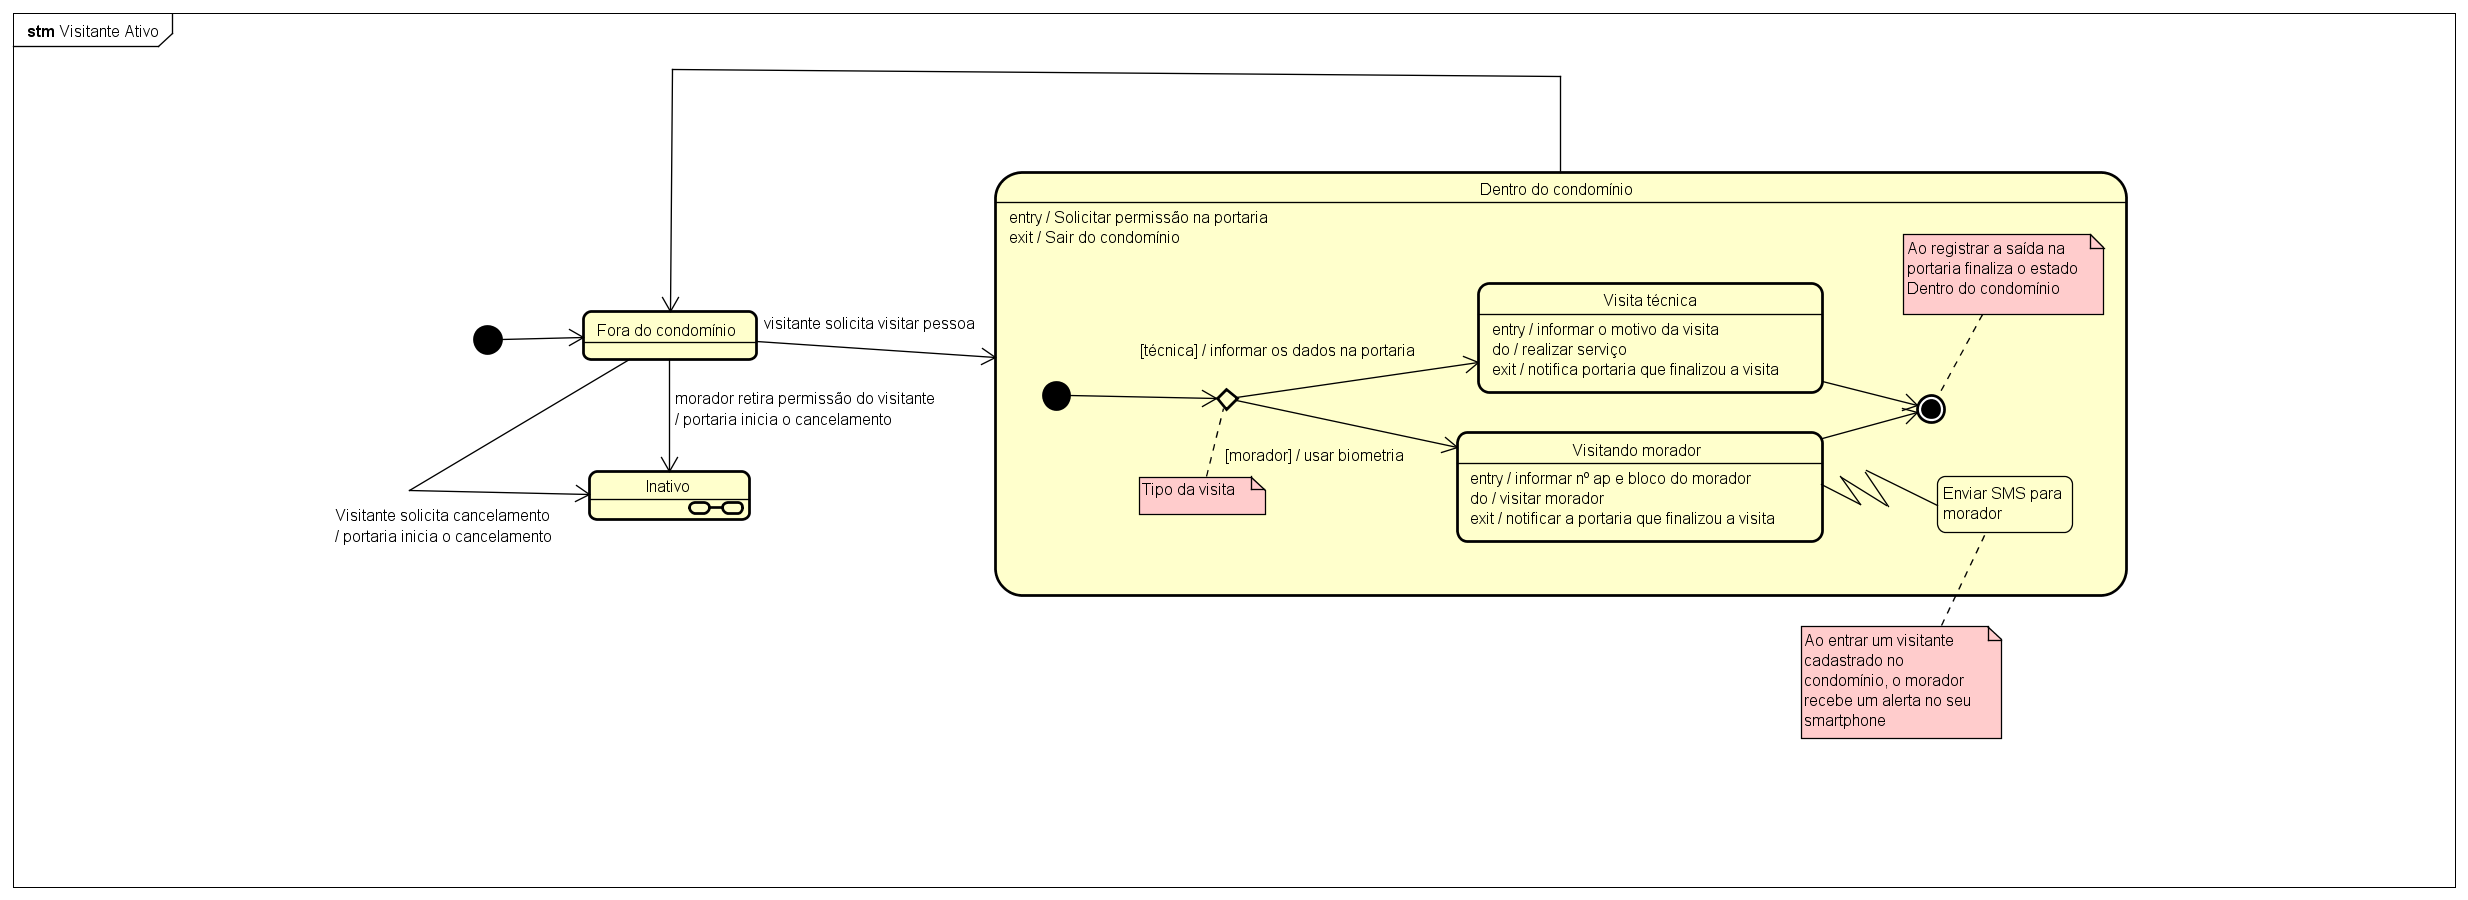 stm Visitante Ativo
Dentro do condomínio
entry / Solicitar permissão na portaria
exit / Sair do condomínio
Ao registrar a saída na
portaria finaliza o estado
Dentro do condomínio
Fora do condomínio
visitante solicita visitar pessoa
Visita técnica
entry / informar o motivo da visita
do / realizar serviço
exit / notifica portaria que finalizou a visita
[técnica] / informar os dados na portaria
morador retira permissão do visitante
/ portaria inicia o cancelamento
[morador] / usar biometria
Visitando morador
entry / informar nº ap e bloco do morador
do / visitar morador
exit / notificar a portaria que finalizou a visita
Inativo
Tipo da visita
Enviar SMS para
morador
Visitante solicita cancelamento
/ portaria inicia o cancelamento
Ao entrar um visitante
cadastrado no
condomínio, o morador
recebe um alerta no seu
smartphone